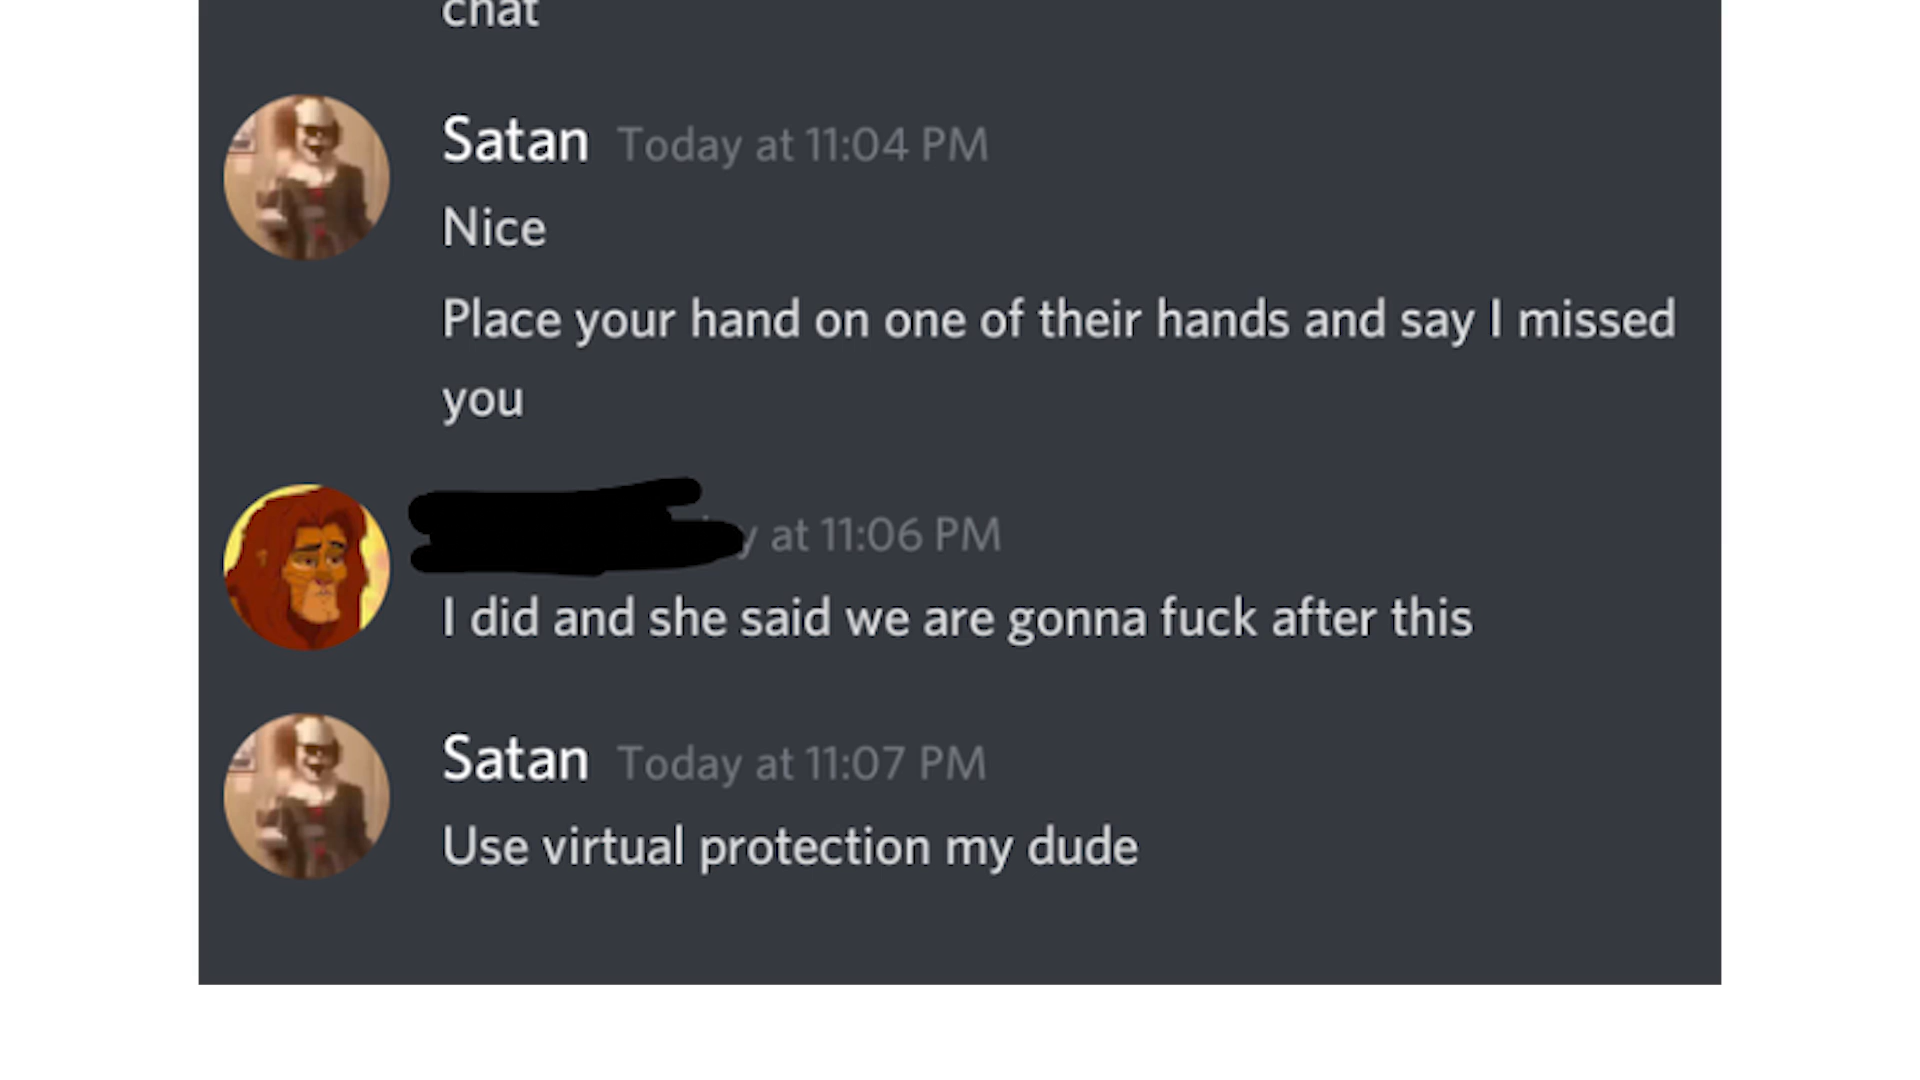 chat
Satan Today at 11:04 PM
Nice
Place your hand on one of their hands and say I missed
you
at 11:06 PM
I did and she said we are gonna fuck after this
Satan Today at 11:07 PM
Use virtual protection my dude